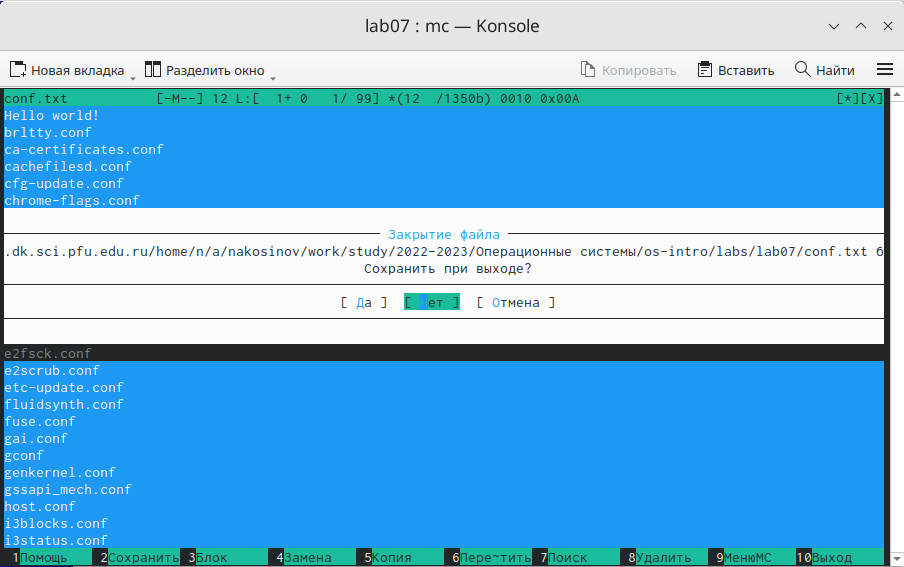 lab07 : mc — Konsole
Новая вкладка Разделить окно Копировать Вставить Найти
conf.txt [-M--] 12 L:[ 1+ 0 1/ 99] *(12 /1350b) 0010 0x00A [*][X]
Hello world!
brltty.conf
ca-certificates.conf
cachefilesd.conf
cfg-update.conf
chrome-flags.conf
Закрытие файла
.dk.sci.pfu.edu.ru/home/n/a/nakosinov/work/study/2022-2023/Операционные системы/os-intro/labs/lab07/conf.txt б
Сохранить при выходе?
[ Да ] [ Нет ] [ Отмена ]
e2fsck.conf
e2scrub.conf
etc-update.conf
fluidsynth.conf
fuse.conf
gai.conf
gconf
genkernel.conf
gssapi_mech.conf
host.conf
i3blocks.conf
i3status.conf
1Помощь 2Сохранить 3Блок 4Замена 5Копия 6Пере~тить 7Поиск 8Удалить 9МенюMC 10Выход